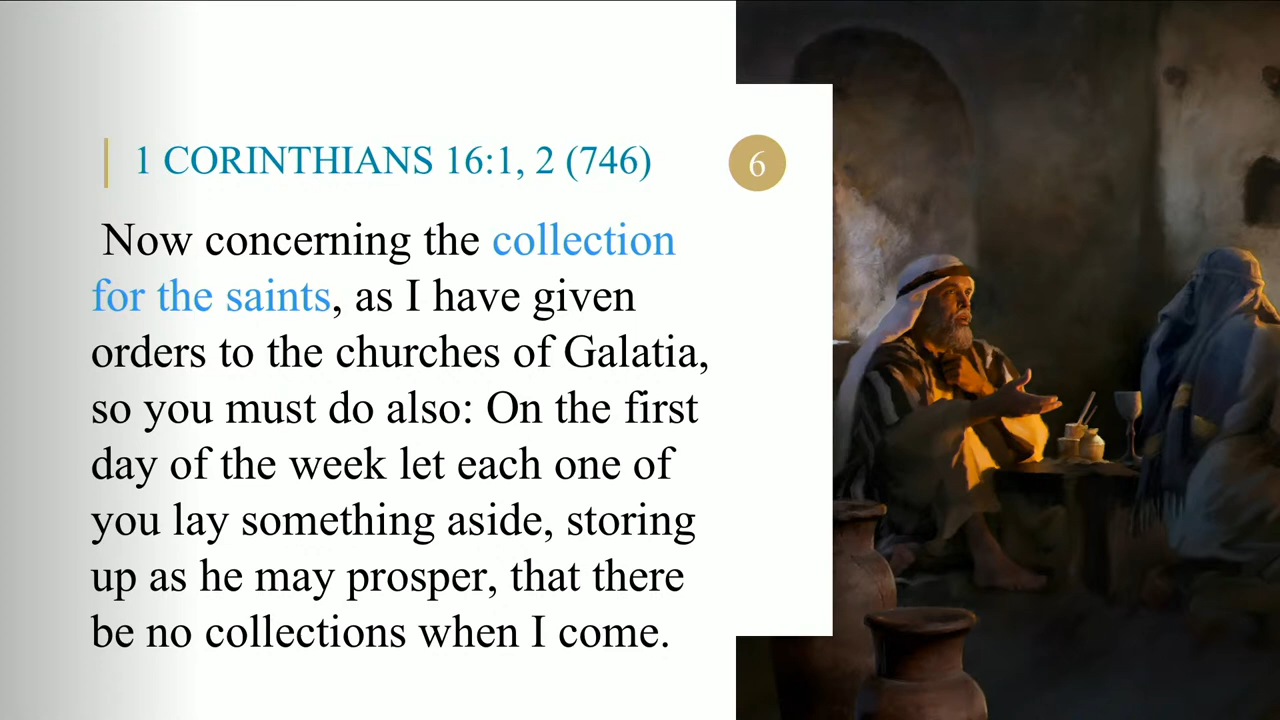 1 CORINTHIANS 16:1, 2 (746)
6
Now concerning the collection
for the saints, as I have given
orders to the churches of Galatia,
so you must do also: On the first
day of the week let each one of
you lay something aside, storing
up as he may prosper, that there
be no collections when I come.